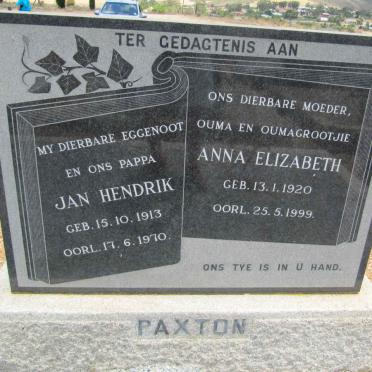 TER GEDAGTENIS AAN
MY DIERBARE EGGENOOT
EN ONS PAPPA
JAN HENDRIK
GEB. 15. 10. 1913
OORL. 17. 6. 1970.
ONS DIERBARE MOEDER,
OUMA EN OUMAGROOTJIE
ANNA ELIZABETH
GEB. 13. 1. 1920
OORL. 25. 5. 1999.
ONS TYE IS IN U HAND.
PAXTON